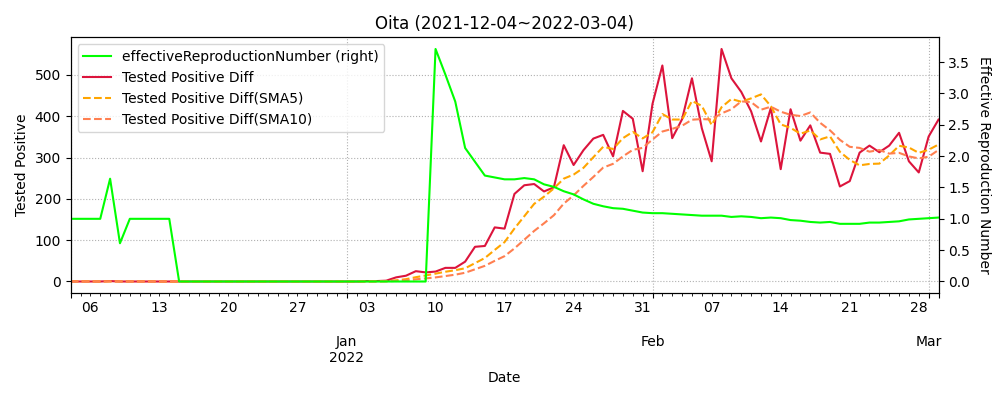 Oita (2021-12-04~2022-03-04)
effectiveReproductionNumber (right)
Tested Positive Diff
Tested Positive Diff(SMA5)
Tested Positive Diff(SMA10)
Tested Positive
500
400
300
200
100
0
3.5
3.0
2.5
2.0
1.5
1.0
0.5
0.0
Effective Reproduction Number
06 13 20 27 03 10 17 24 31 07 14 21 28
Jan Feb Mar
2022
Date